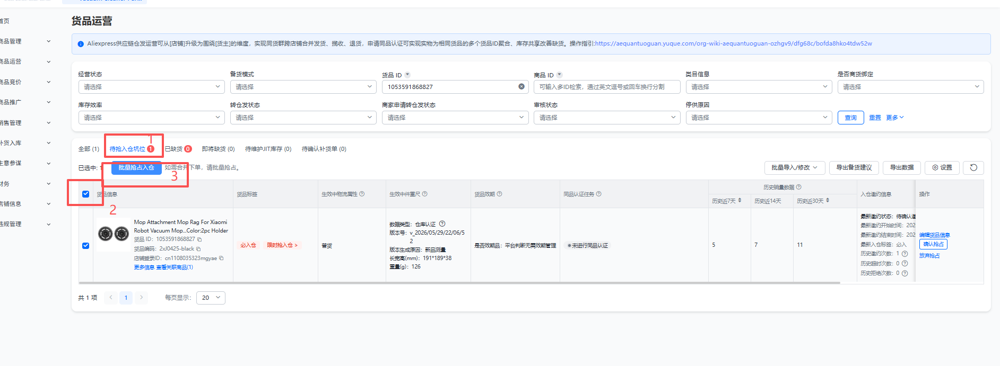 Vacuum Cleaner Part..
首页
商品管理
商品运营
商品竞价
商品推广
销售管理
补货入库
生意参谋
财务
店铺信息
违规管理
货品运营
Aliexpress供应链仓发运营可从[店铺]升级为围绕[货主]的维度，实现同货群跨店铺合并发货、揽收、退货，申请同品认证可实现实物为相同货品的多个货品ID聚合、库存共享改善缺货。操作指引:https://aequantuoguan.yuque.com/org-wiki-aequantuoguan-ozhgv9/dfg68c/bofda8hko4tdw52w
经营状态 备货模式 货品 ID 商品 ID 类目信息 是否商货绑定
请选择 请选择 1053591868827 可输入多ID检索，通过英文逗号或回车换行分割 请选择 请选择
库存效率 转仓发状态 商家申请转仓发状态 审核状态 停供原因
请选择 请选择 请选择 请选择 请选择 查询 重置 更多
全部 (1) 待抢入仓坑位 1 已缺货 0 即将缺货 (0) 待维护JIT库存 (0) 待确认补货单 (0)
1
已选中: 1 批量抢占入仓 如需合并下单，请批量抢占。 批量导入/修改 导出备货建议 导出数据 设置
3
货品信息 货品标签 生效中物流属性 生效中件重尺 货品效期 同品认证任务 历史销量数据 入仓邀约信息 操作
历史近7天 历史近14天 历史近30天
2
Mop Attachment Mop Rag For Xiaomi
Robot Vacuum Mop...Color:2pc Holder
货品 ID： 1053591868827
货品编码： 2xJ0425-black
店铺登录ID： cn1108035323mgyae
更多信息 查看关联商品(1)
必入仓 限时抢入仓 >
普货
数据类型：仓库认证
版本号：v_2026/05/29/22/06/5
2
版本生成原因：新品测量
长宽高(mm)：191*189*38
重量(g)：126
是否效期品：平台判断无需效期管理
未进行同品认证
5 7 11
最新邀约状态：待确认邀
最新邀约开始时间：202
最新邀约结束时间：202
最新入仓标签：必入
历史邀约次数：1
历史超时次数：0
历史拒绝次数：0
编辑货品信息
确认抢占
放弃抢占
共 1 项 < 1 > 每页显示： 20